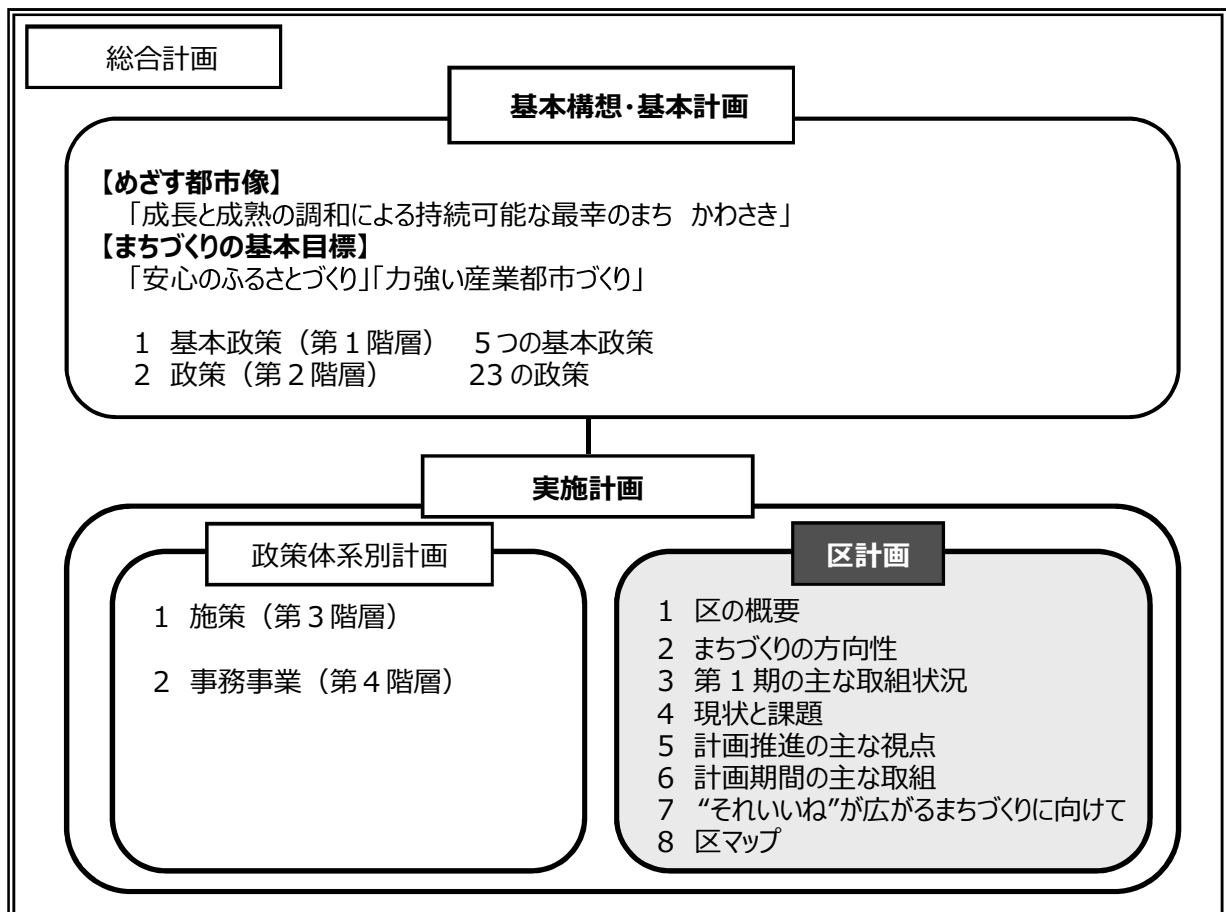 総合計画
基本構想・基本計画
【めざす都市像】
「成長と成熟の調和による持続可能な最幸のまち かわさき」
【まちづくりの基本目標】
「安心のふるさとづくり」「力強い産業都市づくり」
1 基本政策（第1階層） 5つの基本政策
2 政策（第2階層） 23の政策
実施計画
政策体系別計画
1 施策（第3階層）
2 事務事業（第4階層）
区計画
1 区の概要
2 まちづくりの方向性
3 第1期の主な取組状況
4 現状と課題
5 計画推進の主な視点
6 計画期間の主な取組
7 “それいいね”が広がるまちづくりに向けて
8 区マップ